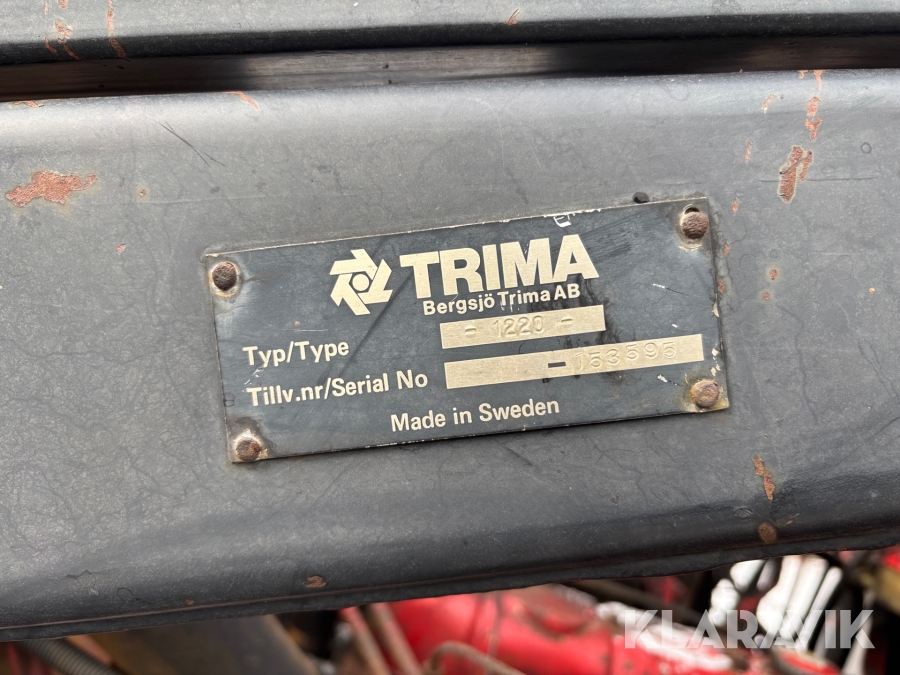 TRIMA
Bergsjö Trima AB
Typ/Type - 1220 -
Tillv.nr/Serial No - 153595
Made in Sweden
KLARAVIK